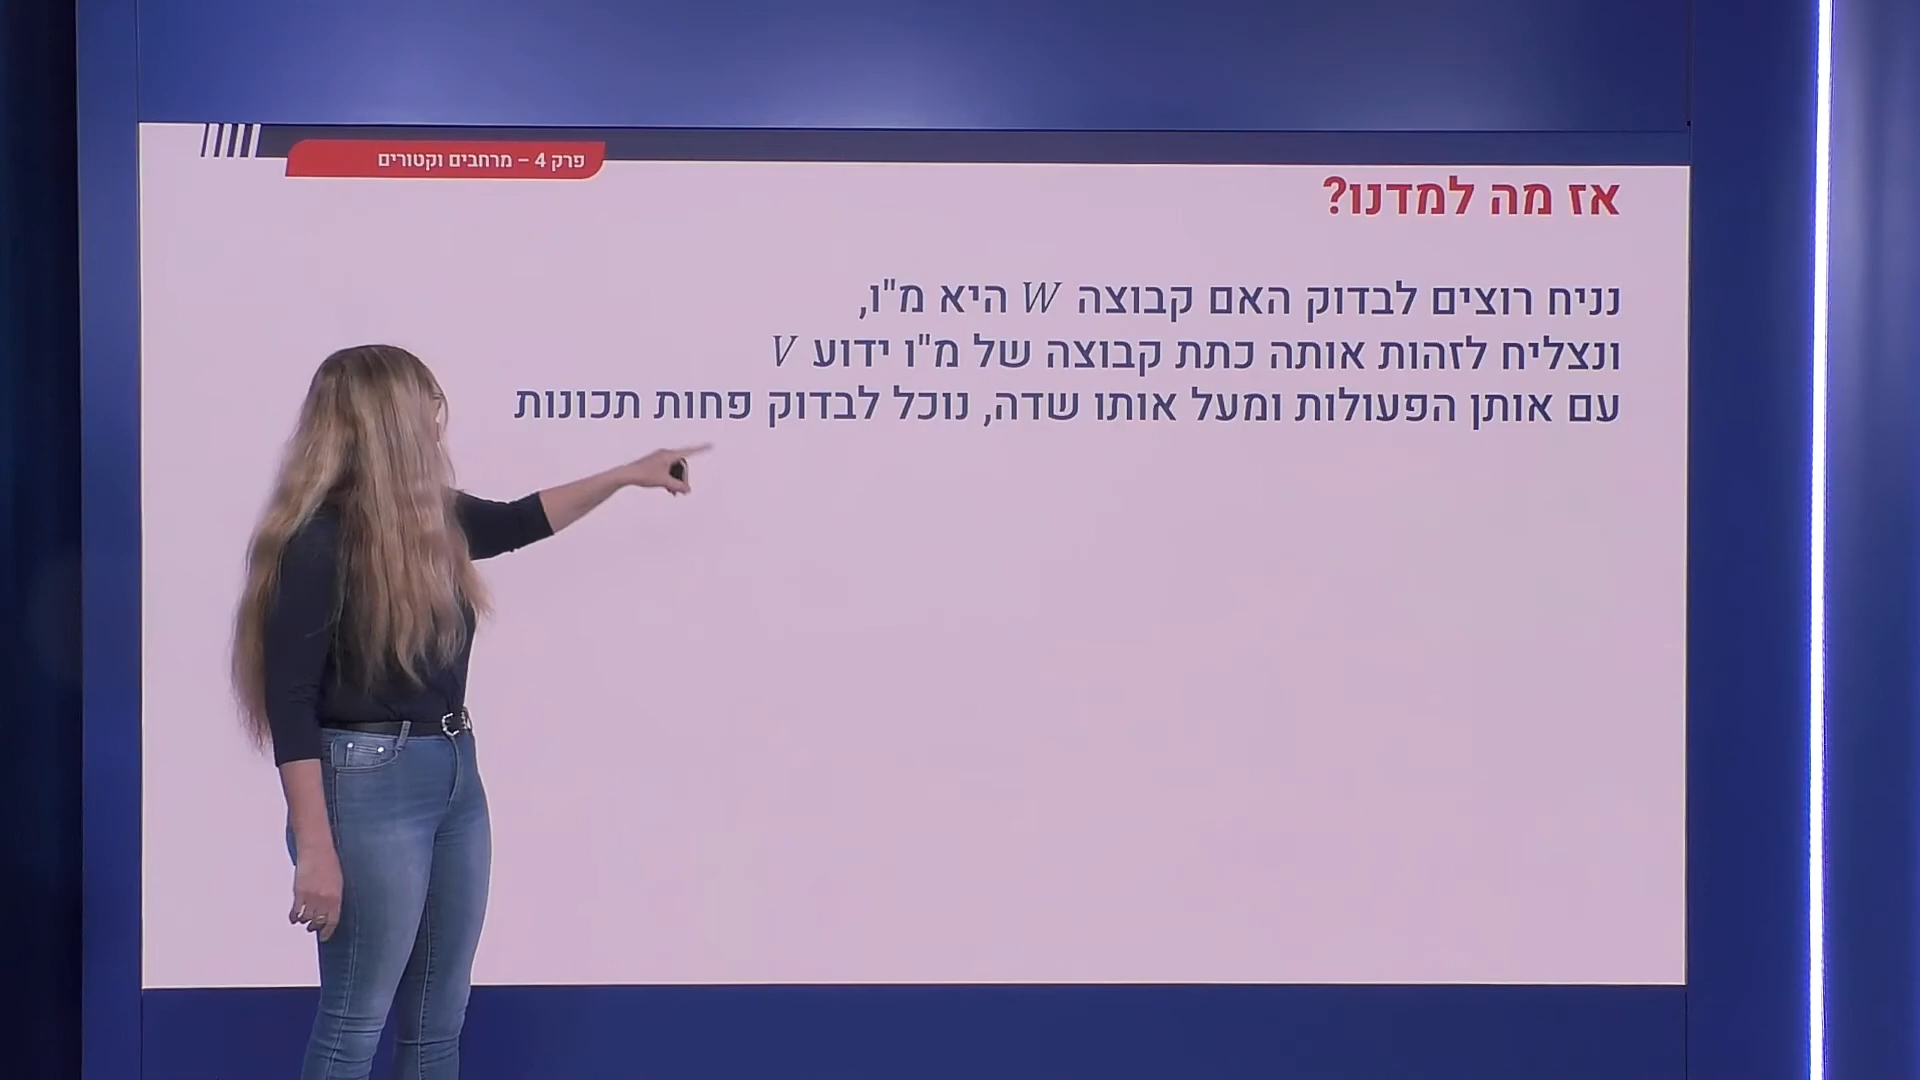 פרק 4 – מרחבים וקטורים
אז מה למדנו?
נניח רוצים לבדוק האם קבוצה W היא מ"ו,
ונצליח לזהות אותה כתת קבוצה של מ"ו ידוע V
עם אותן הפעולות ומעל אותו שדה, נוכל לבדוק פחות תכונות